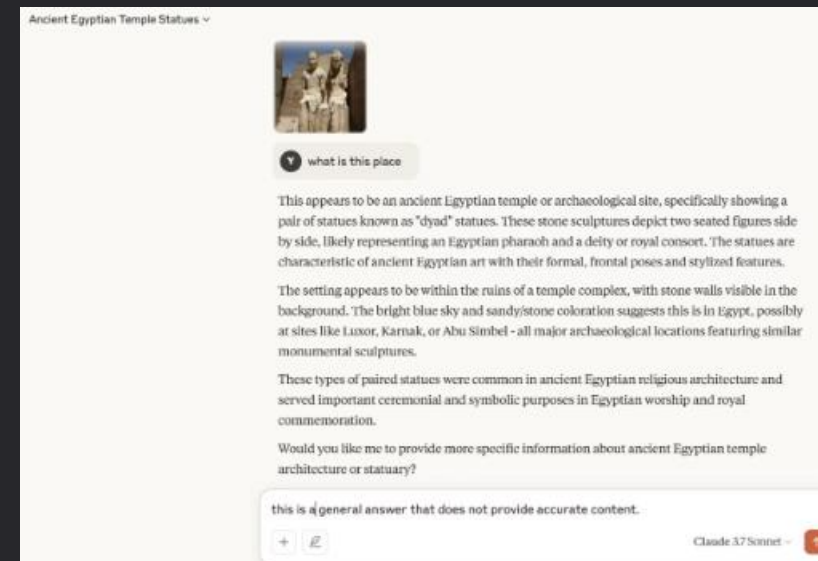 Ancient Egyptian Temple Statues
Y what is this place
This appears to be an ancient Egyptian temple or archaeological site, specifically showing a
pair of statues known as "dyad" statues. These stone sculptures depict two seated figures side
by side, likely representing an Egyptian pharaoh and a deity or royal consort. The statues are
characteristic of ancient Egyptian art with their formal, frontal poses and stylized features.
The setting appears to be within the ruins of a temple complex, with stone walls visible in the
background. The bright blue sky and sandy/stone coloration suggests this is in Egypt, possibly
at sites like Luxor, Karnak, or Abu Simbel - all major archaeological locations featuring similar
monumental sculptures.
These types of paired statues were common in ancient Egyptian religious architecture and
served important ceremonial and symbolic purposes in Egyptian worship and royal
commemoration.
Would you like me to provide more specific information about ancient Egyptian temple
architecture or statuary?
this is a general answer that does not provide accurate content.
Claude 3.7 Sonnet